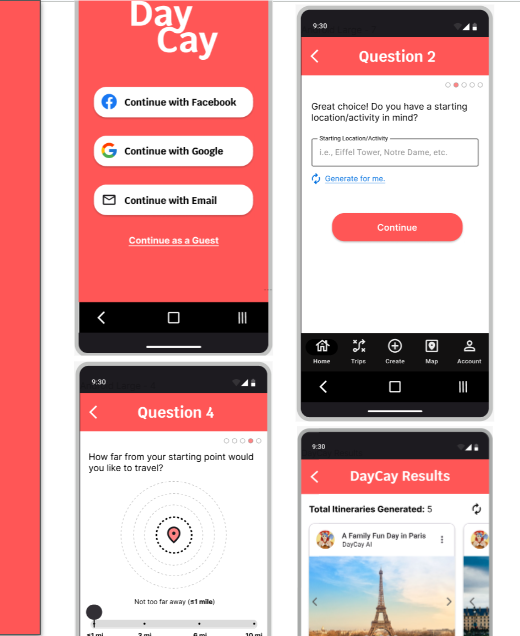 Day
Cay
Continue with Facebook
Continue with Google
Continue with Email
Continue as a Guest
9:30
Question 2
Great choice! Do you have a starting
location/activity in mind?
Starting Location/Activity
i.e., Eiffel Tower, Notre Dame, etc.
Generate for me.
Continue
Home
Trips
Create
Map
Account
9:30
Question 4
How far from your starting point would
you like to travel?
Not too far away (≤1 mile)
≤1 mi
3 mi
6 mi
10 mi
9:30
DayCay Results
Total Itineraries Generated: 5
A Family Fun Day in Paris
DayCay AI